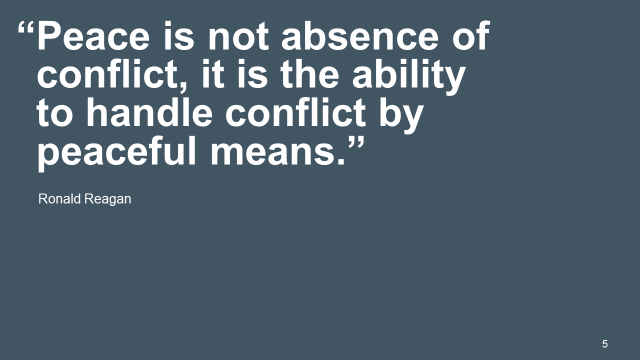 “Peace is not absence of
conflict, it is the ability
to handle conflict by
peaceful means.”
Ronald Reagan
5